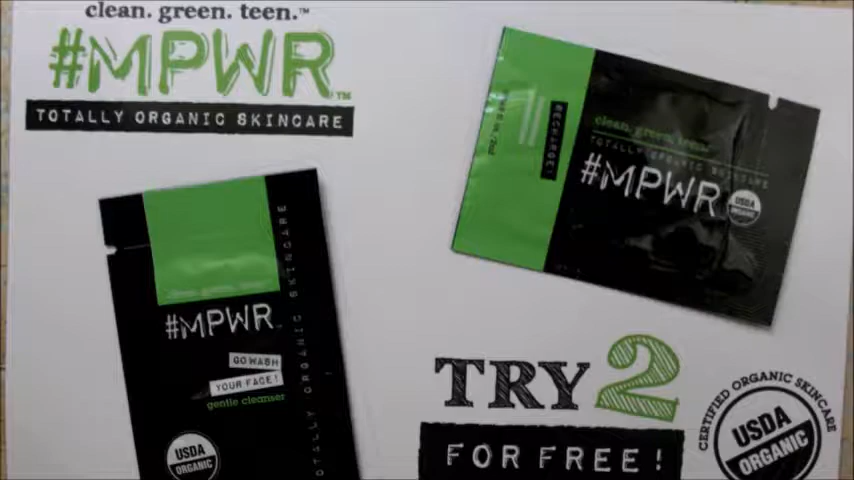 clean. green. teen.™
#MPWR™
TOTALLY ORGANIC SKINCARE
clean. green. teen.
TOTALLY ORGANIC SKINCARE
#MPWR
USDA
ORGANIC
#MPWR
GO WASH
YOUR FACE!
gentle cleanser
TOTALLY ORGANIC SKINCARE
USDA
ORGANIC
TRY 2
FOR FREE!
CERTIFIED ORGANIC SKINCARE
USDA
ORGANIC